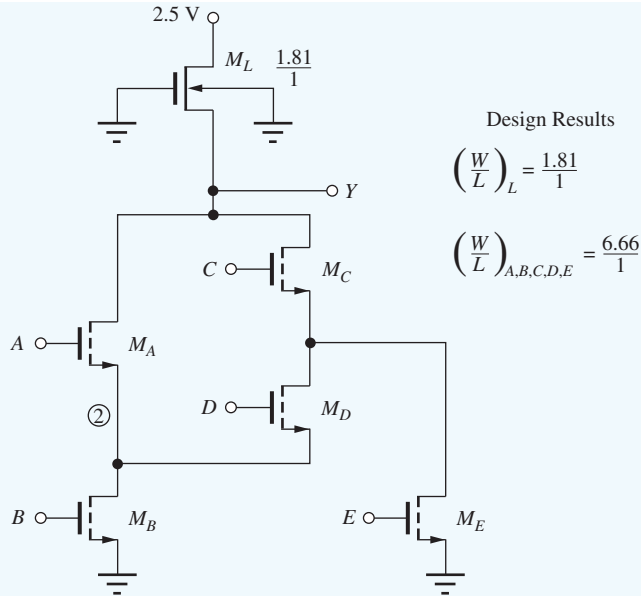 2.5 V
M_L 1.81/1
Design Results
(W/L)_L = 1.81/1
Y
(W/L)_{A,B,C,D,E} = 6.66/1
C M_C
A M_A
D M_D
②
B M_B
E M_E